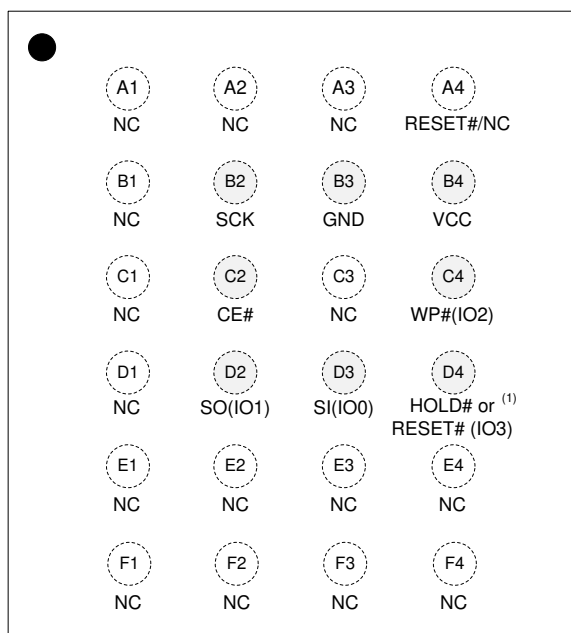 A1 A2 A3 A4
NC NC NC RESET#/NC
B1 B2 B3 B4
NC SCK GND VCC
C1 C2 C3 C4
NC CE# NC WP#(IO2)
D1 D2 D3 D4
NC SO(IO1) SI(IO0) HOLD# or (1)
RESET# (IO3)
E1 E2 E3 E4
NC NC NC NC
F1 F2 F3 F4
NC NC NC NC